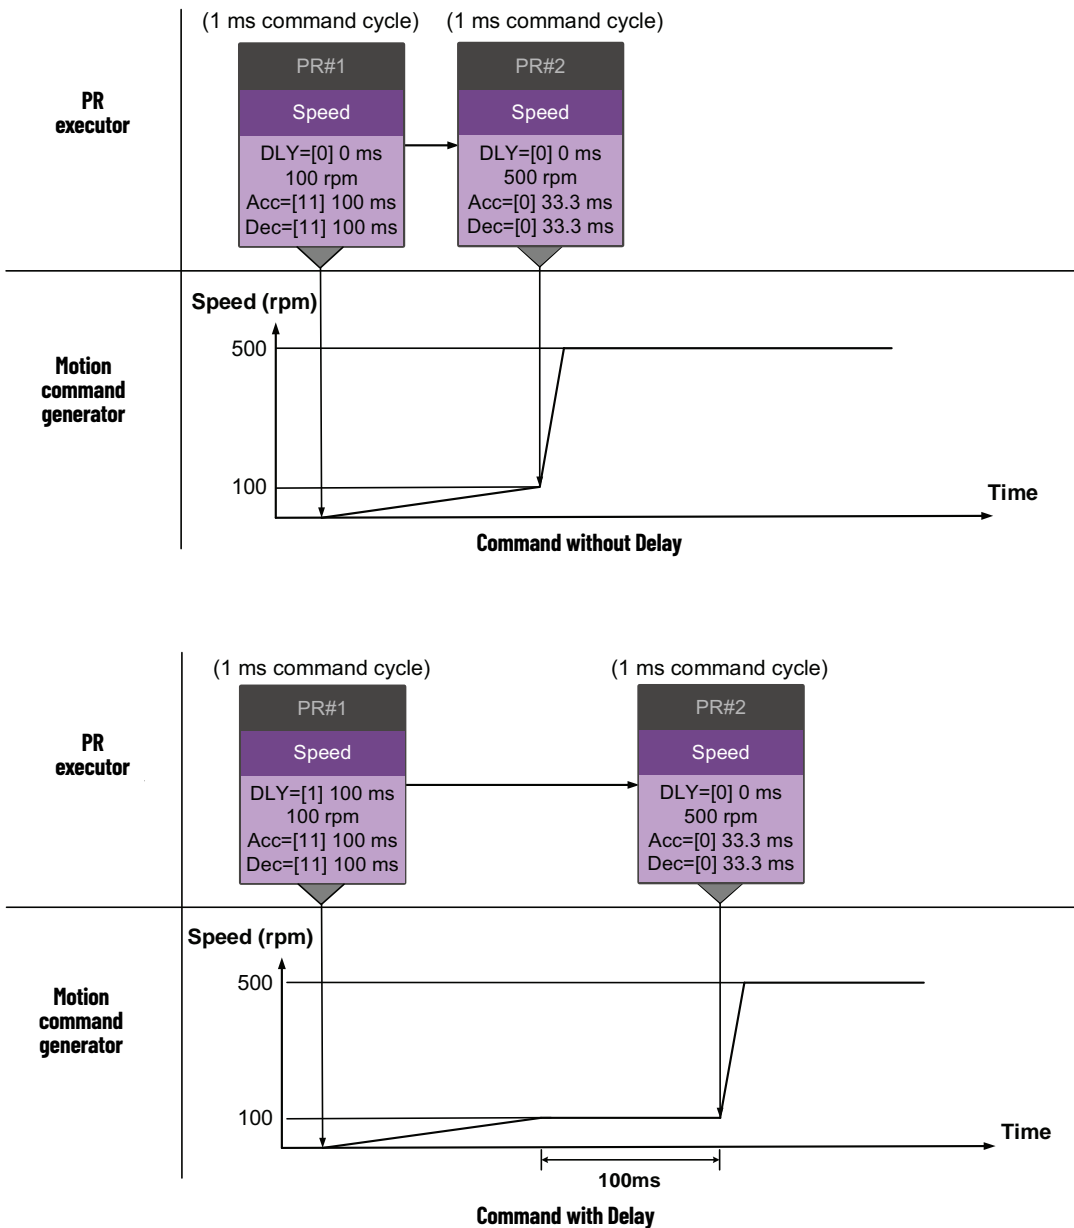 (1 ms command cycle)
(1 ms command cycle)
PR
executor
PR#1
Speed
DLY=[0] 0 ms
100 rpm
Acc=[11] 100 ms
Dec=[11] 100 ms
PR#2
Speed
DLY=[0] 0 ms
500 rpm
Acc=[0] 33.3 ms
Dec=[0] 33.3 ms
Motion
command
generator
Speed (rpm)
500
100
Time
Command without Delay
(1 ms command cycle)
(1 ms command cycle)
PR
executor
PR#1
Speed
DLY=[1] 100 ms
100 rpm
Acc=[11] 100 ms
Dec=[11] 100 ms
PR#2
Speed
DLY=[0] 0 ms
500 rpm
Acc=[0] 33.3 ms
Dec=[0] 33.3 ms
Motion
command
generator
Speed (rpm)
500
100
Time
100ms
Command with Delay